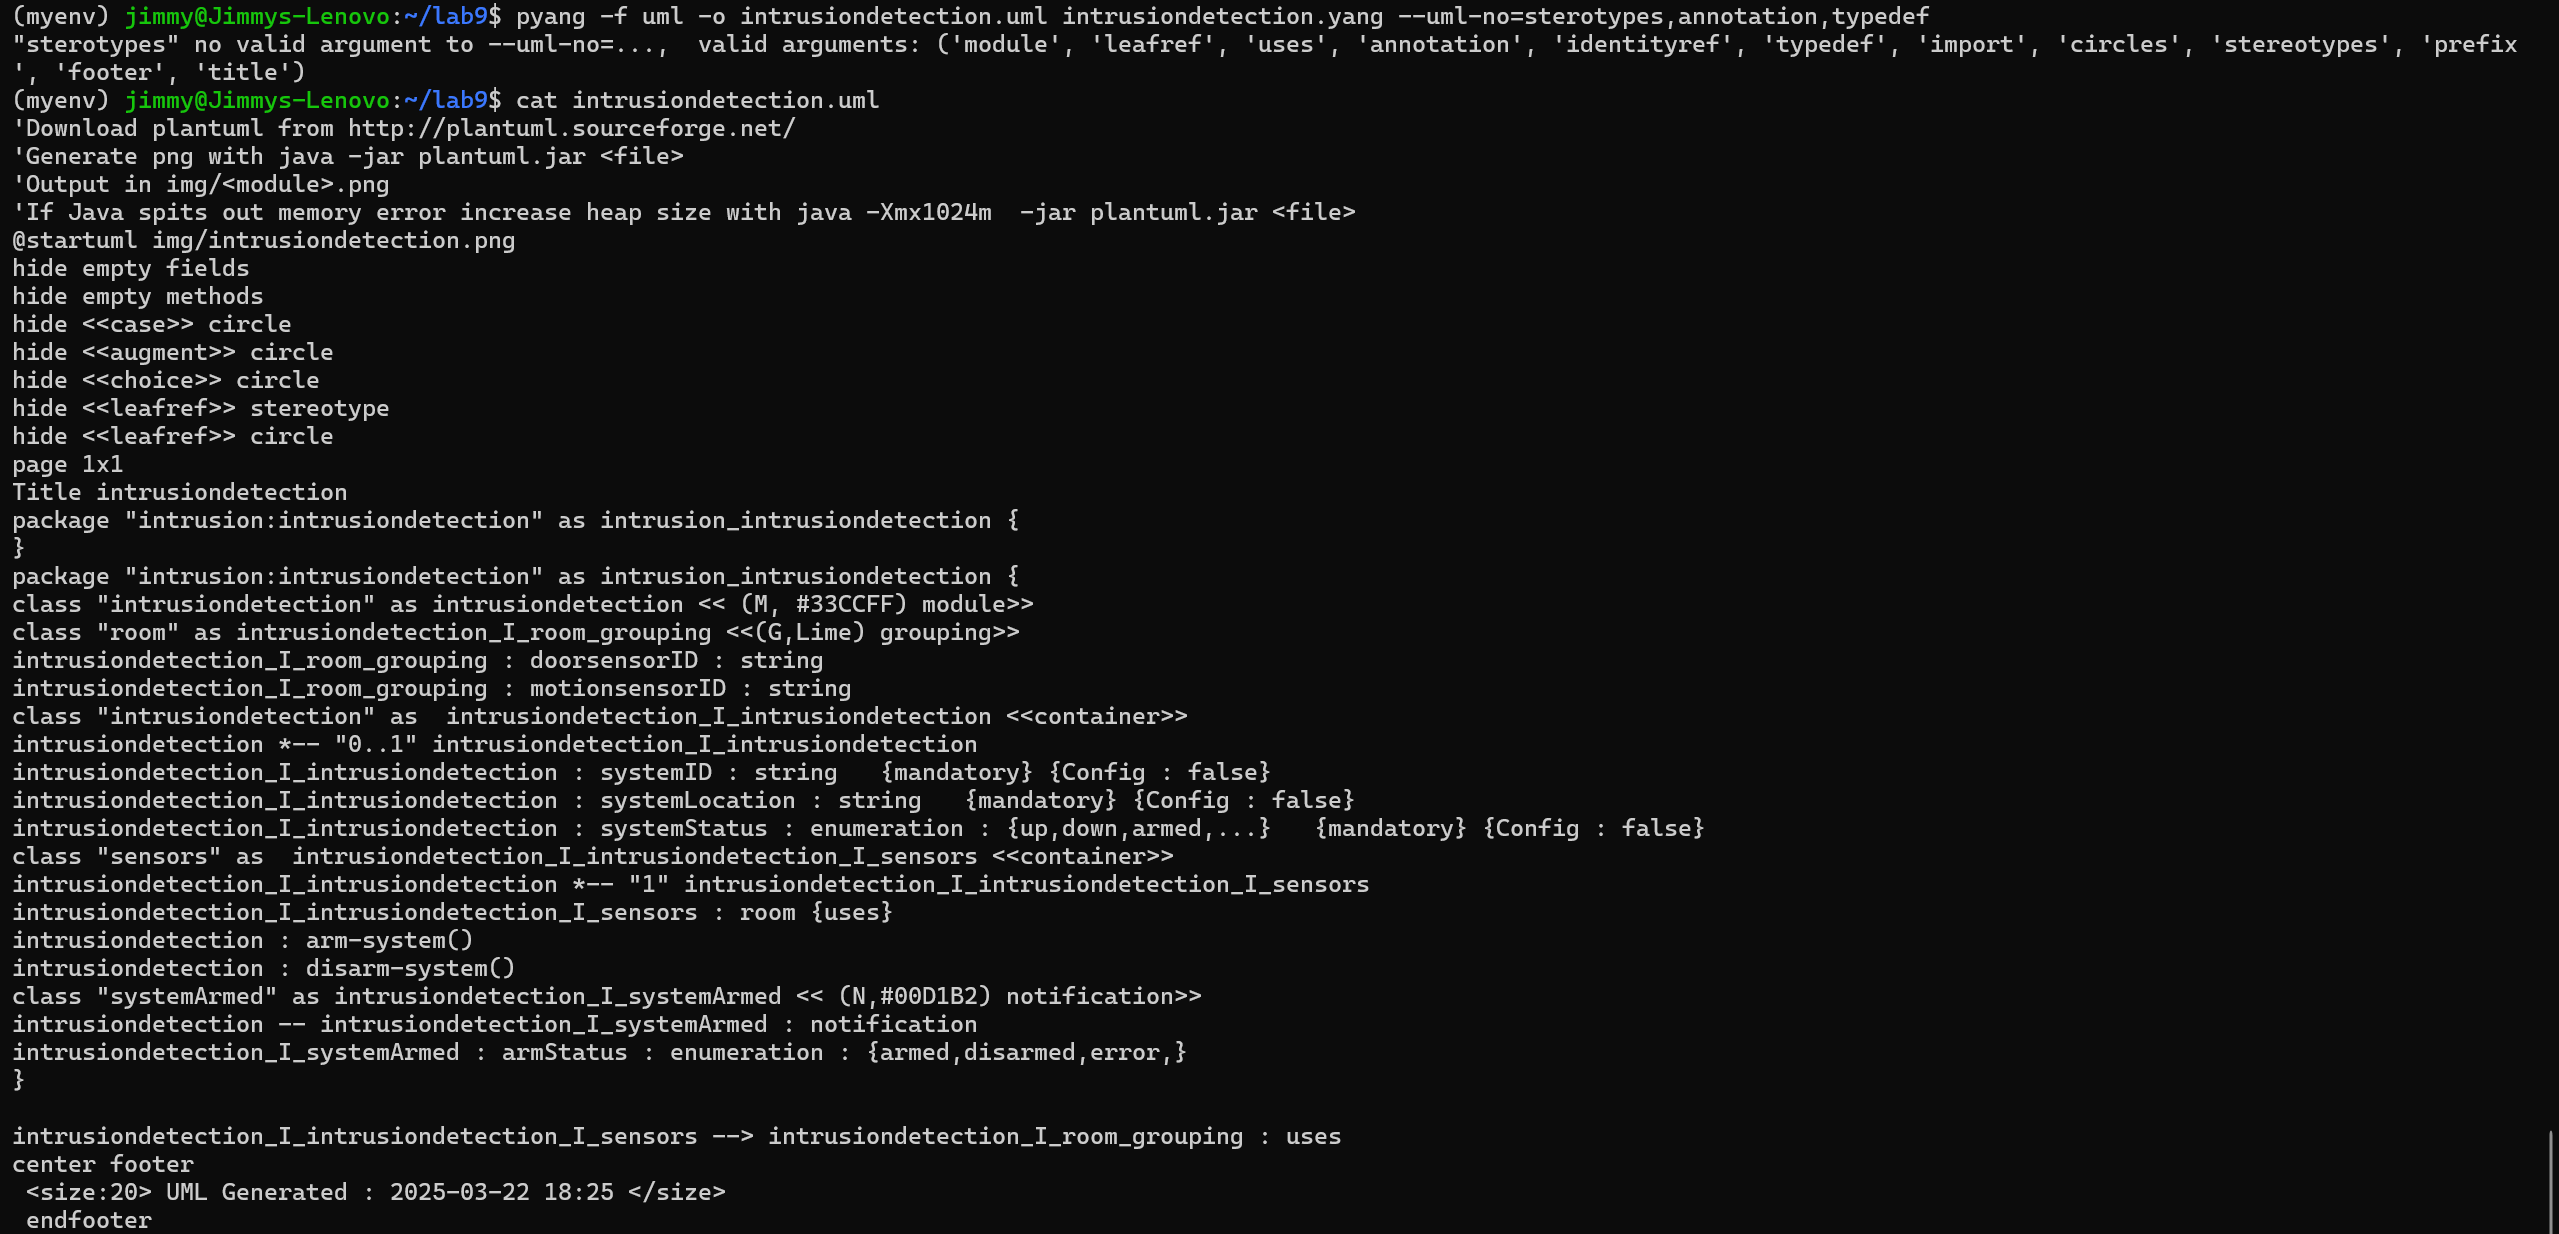 (myenv) jimmy@Jimmys-Lenovo:~/lab9$ pyang -f uml -o intrusiondetection.uml intrusiondetection.yang --uml-no=sterotypes,annotation,typedef
"sterotypes" no valid argument to --uml-no=...,  valid arguments: ('module', 'leafref', 'uses', 'annotation', 'identityref', 'typedef', 'import', 'circles', 'stereotypes', 'prefix
', 'footer', 'title')
(myenv) jimmy@Jimmys-Lenovo:~/lab9$ cat intrusiondetection.uml
'Download plantuml from http://plantuml.sourceforge.net/
'Generate png with java -jar plantuml.jar <file>
'Output in img/<module>.png
'If Java spits out memory error increase heap size with java -Xmx1024m  -jar plantuml.jar <file>
@startuml img/intrusiondetection.png
hide empty fields
hide empty methods
hide <<case>> circle
hide <<augment>> circle
hide <<choice>> circle
hide <<leafref>> stereotype
hide <<leafref>> circle
page 1x1
Title intrusiondetection
package "intrusion:intrusiondetection" as intrusion_intrusiondetection {
}
package "intrusion:intrusiondetection" as intrusion_intrusiondetection {
class "intrusiondetection" as intrusiondetection << (M, #33CCFF) module>>
class "room" as intrusiondetection_I_room_grouping <<(G,Lime) grouping>>
intrusiondetection_I_room_grouping : doorsensorID : string
intrusiondetection_I_room_grouping : motionsensorID : string
class "intrusiondetection" as  intrusiondetection_I_intrusiondetection <<container>>
intrusiondetection *-- "0..1" intrusiondetection_I_intrusiondetection
intrusiondetection_I_intrusiondetection : systemID : string   {mandatory} {Config : false}
intrusiondetection_I_intrusiondetection : systemLocation : string   {mandatory} {Config : false}
intrusiondetection_I_intrusiondetection : systemStatus : enumeration : {up,down,armed,...}   {mandatory} {Config : false}
class "sensors" as  intrusiondetection_I_intrusiondetection_I_sensors <<container>>
intrusiondetection_I_intrusiondetection *-- "1" intrusiondetection_I_intrusiondetection_I_sensors
intrusiondetection_I_intrusiondetection_I_sensors : room {uses}
intrusiondetection : arm-system()
intrusiondetection : disarm-system()
class "systemArmed" as intrusiondetection_I_systemArmed << (N,#00D1B2) notification>>
intrusiondetection -- intrusiondetection_I_systemArmed : notification
intrusiondetection_I_systemArmed : armStatus : enumeration : {armed,disarmed,error,}
}
intrusiondetection_I_intrusiondetection_I_sensors --> intrusiondetection_I_room_grouping : uses
center footer
 <size:20> UML Generated : 2025-03-22 18:25 </size>
 endfooter